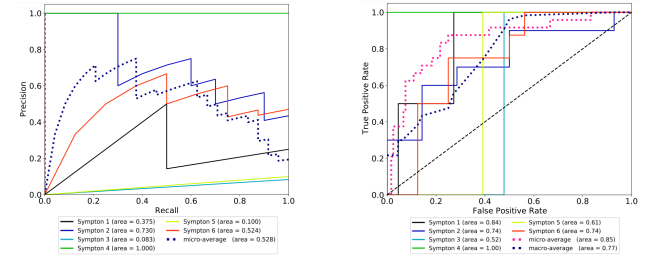 1.0
0.8
0.6
0.4
0.2
0.0
Precision
0.0 0.2 0.4 0.6 0.8 1.0
Recall
Sympton 1 (area = 0.375)
Sympton 2 (area = 0.730)
Sympton 3 (area = 0.083)
Sympton 4 (area = 1.000)
Sympton 5 (area = 0.100)
Sympton 6 (area = 0.524)
micro-average (area = 0.528)
1.0
0.8
0.6
0.4
0.2
0.0
True Positive Rate
0.0 0.2 0.4 0.6 0.8 1.0
False Positive Rate
Sympton 1 (area = 0.84)
Sympton 2 (area = 0.74)
Sympton 3 (area = 0.52)
Sympton 4 (area = 1.00)
Sympton 5 (area = 0.61)
Sympton 6 (area = 0.74)
micro-average (area = 0.85)
macro-average (area = 0.77)